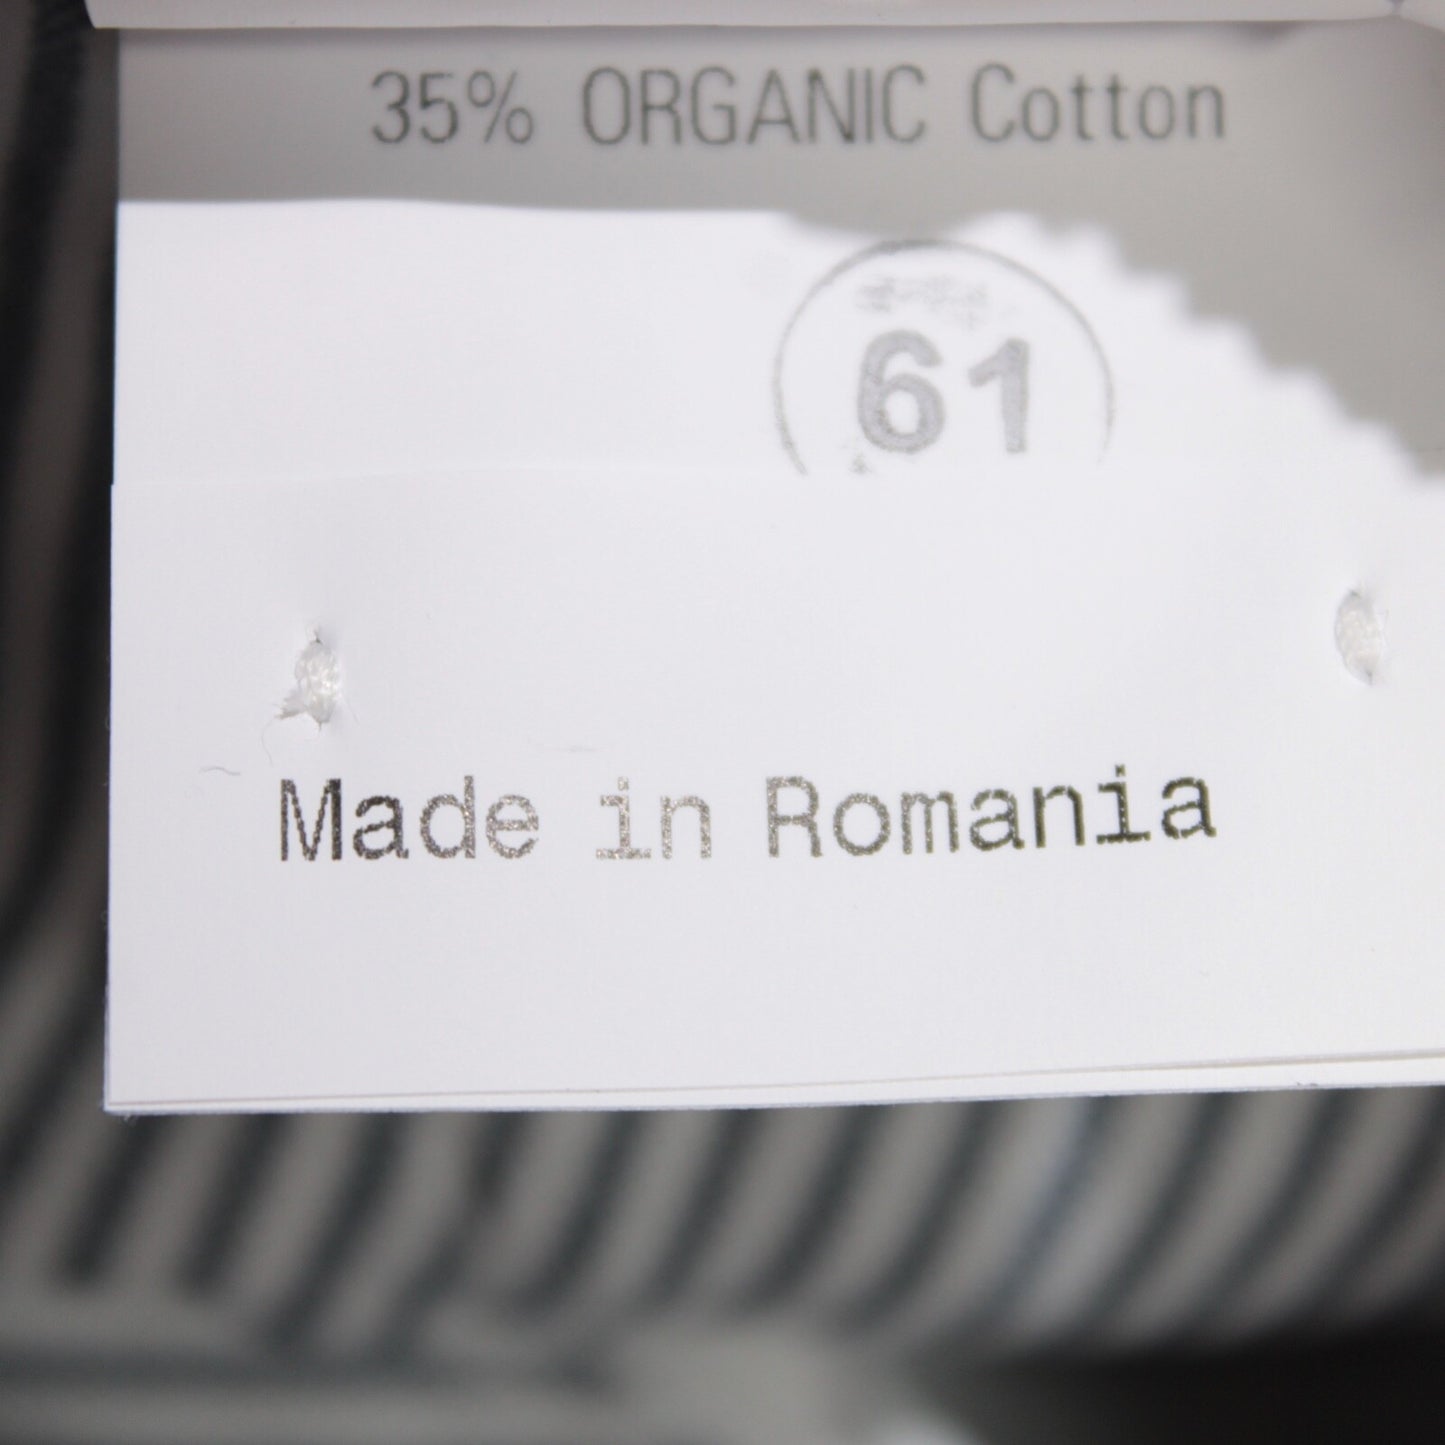 35% ORGANIC Cotton
61
Made in Romania